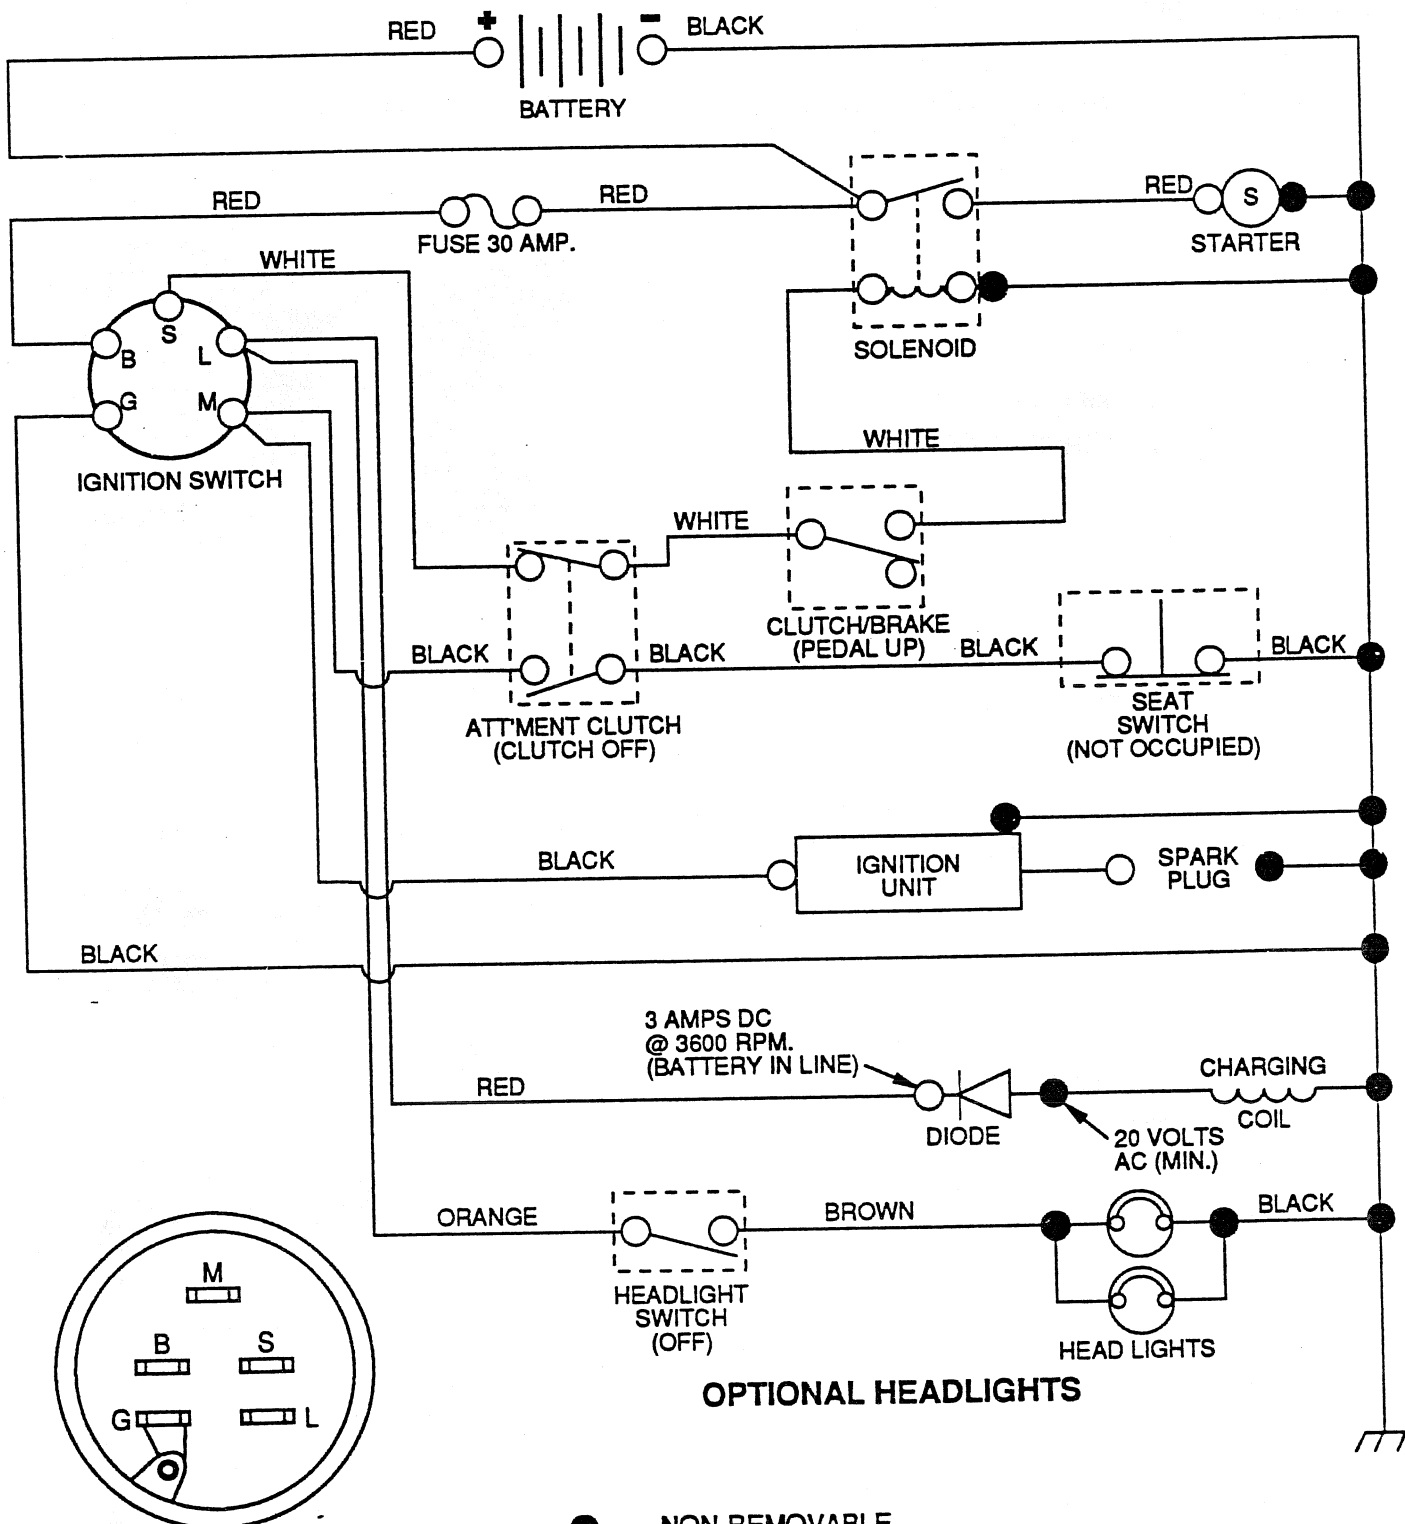 RED
+
-
BLACK
BATTERY
RED
RED
RED
S
FUSE 30 AMP.
STARTER
WHITE
S
B
L
SOLENOID
G
M
WHITE
IGNITION SWITCH
WHITE
CLUTCH/BRAKE
(PEDAL UP)
BLACK
BLACK
BLACK
BLACK
SEAT
SWITCH
(NOT OCCUPIED)
ATT'MENT CLUTCH
(CLUTCH OFF)
BLACK
IGNITION
UNIT
SPARK
PLUG
BLACK
3 AMPS DC
@ 3600 RPM.
(BATTERY IN LINE)
RED
CHARGING
COIL
DIODE
20 VOLTS
AC (MIN.)
ORANGE
BROWN
BLACK
HEADLIGHT
SWITCH
(OFF)
HEAD LIGHTS
OPTIONAL HEADLIGHTS
M
B
S
G
L
NON-REMOVABLE